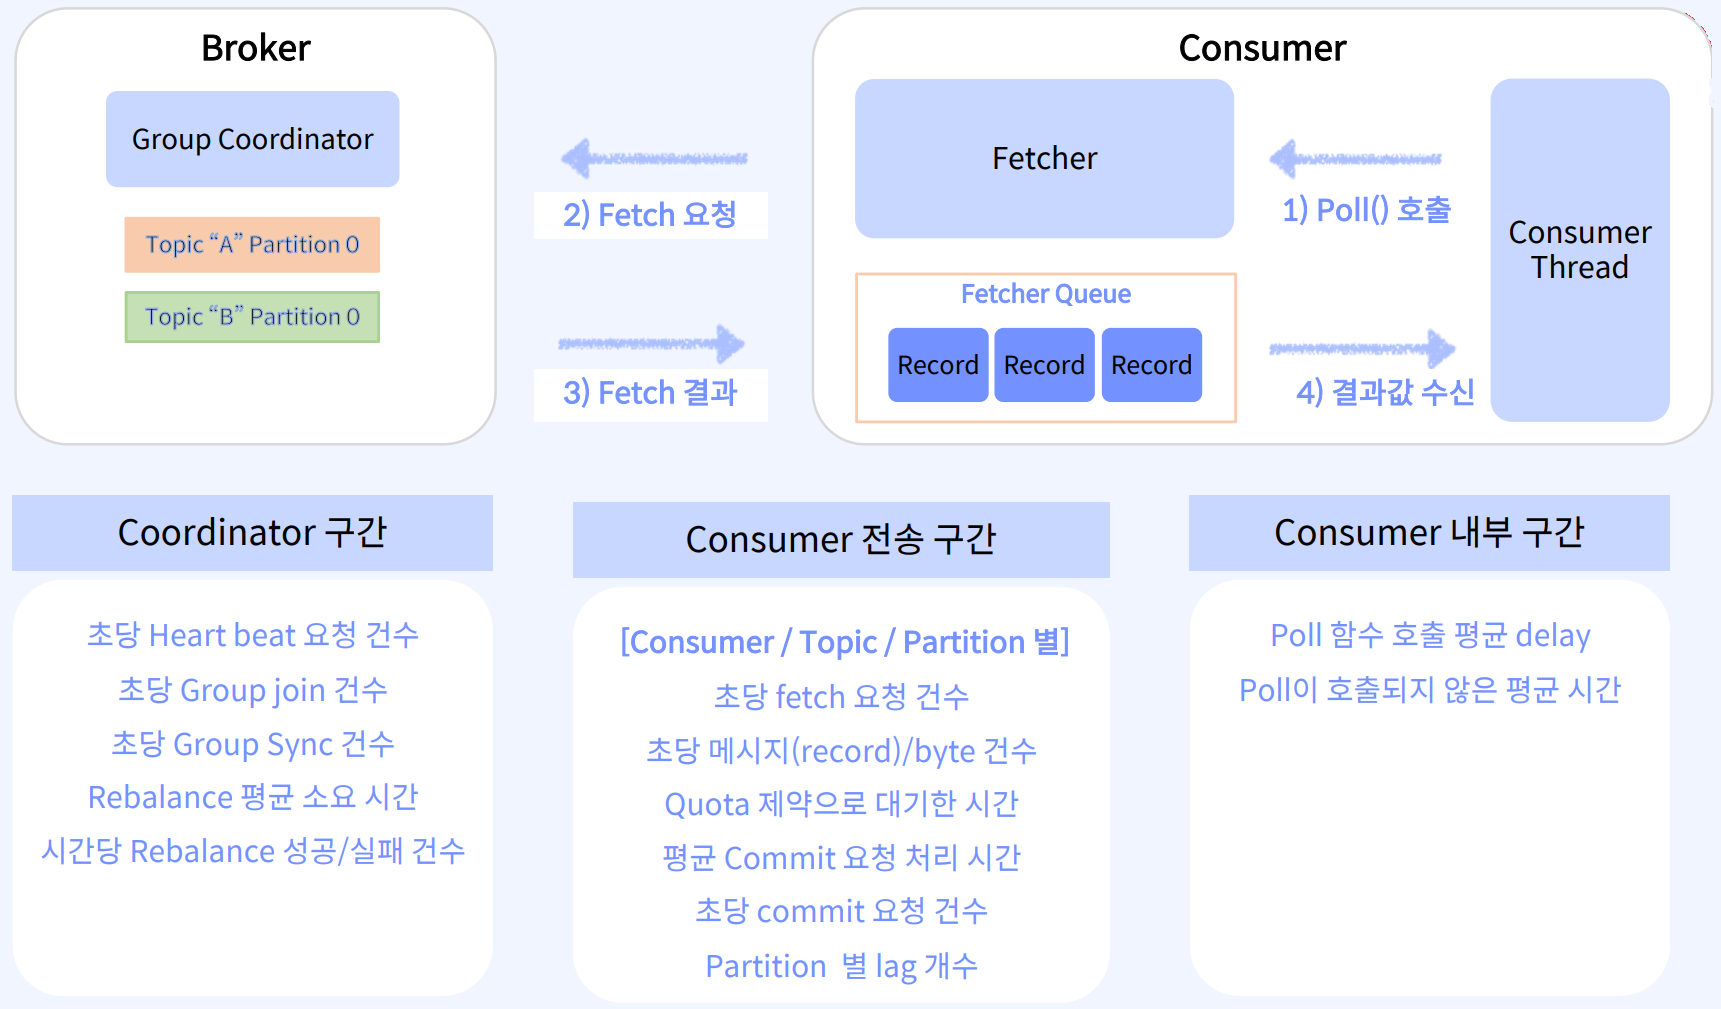 Broker
Group Coordinator
Topic “A” Partition 0
Topic “B” Partition 0
2) Fetch 요청
3) Fetch 결과
Consumer
Fetcher
Fetcher Queue
Record Record Record
1) Poll() 호출
4) 결과값 수신
Consumer
Thread
Coordinator 구간
초당 Heart beat 요청 건수
초당 Group join 건수
초당 Group Sync 건수
Rebalance 평균 소요 시간
시간당 Rebalance 성공/실패 건수
Consumer 전송 구간
[Consumer / Topic / Partition 별]
초당 fetch 요청 건수
초당 메시지(record)/byte 건수
Quota 제약으로 대기한 시간
평균 Commit 요청 처리 시간
초당 commit 요청 건수
Partition 별 lag 개수
Consumer 내부 구간
Poll 함수 호출 평균 delay
Poll이 호출되지 않은 평균 시간